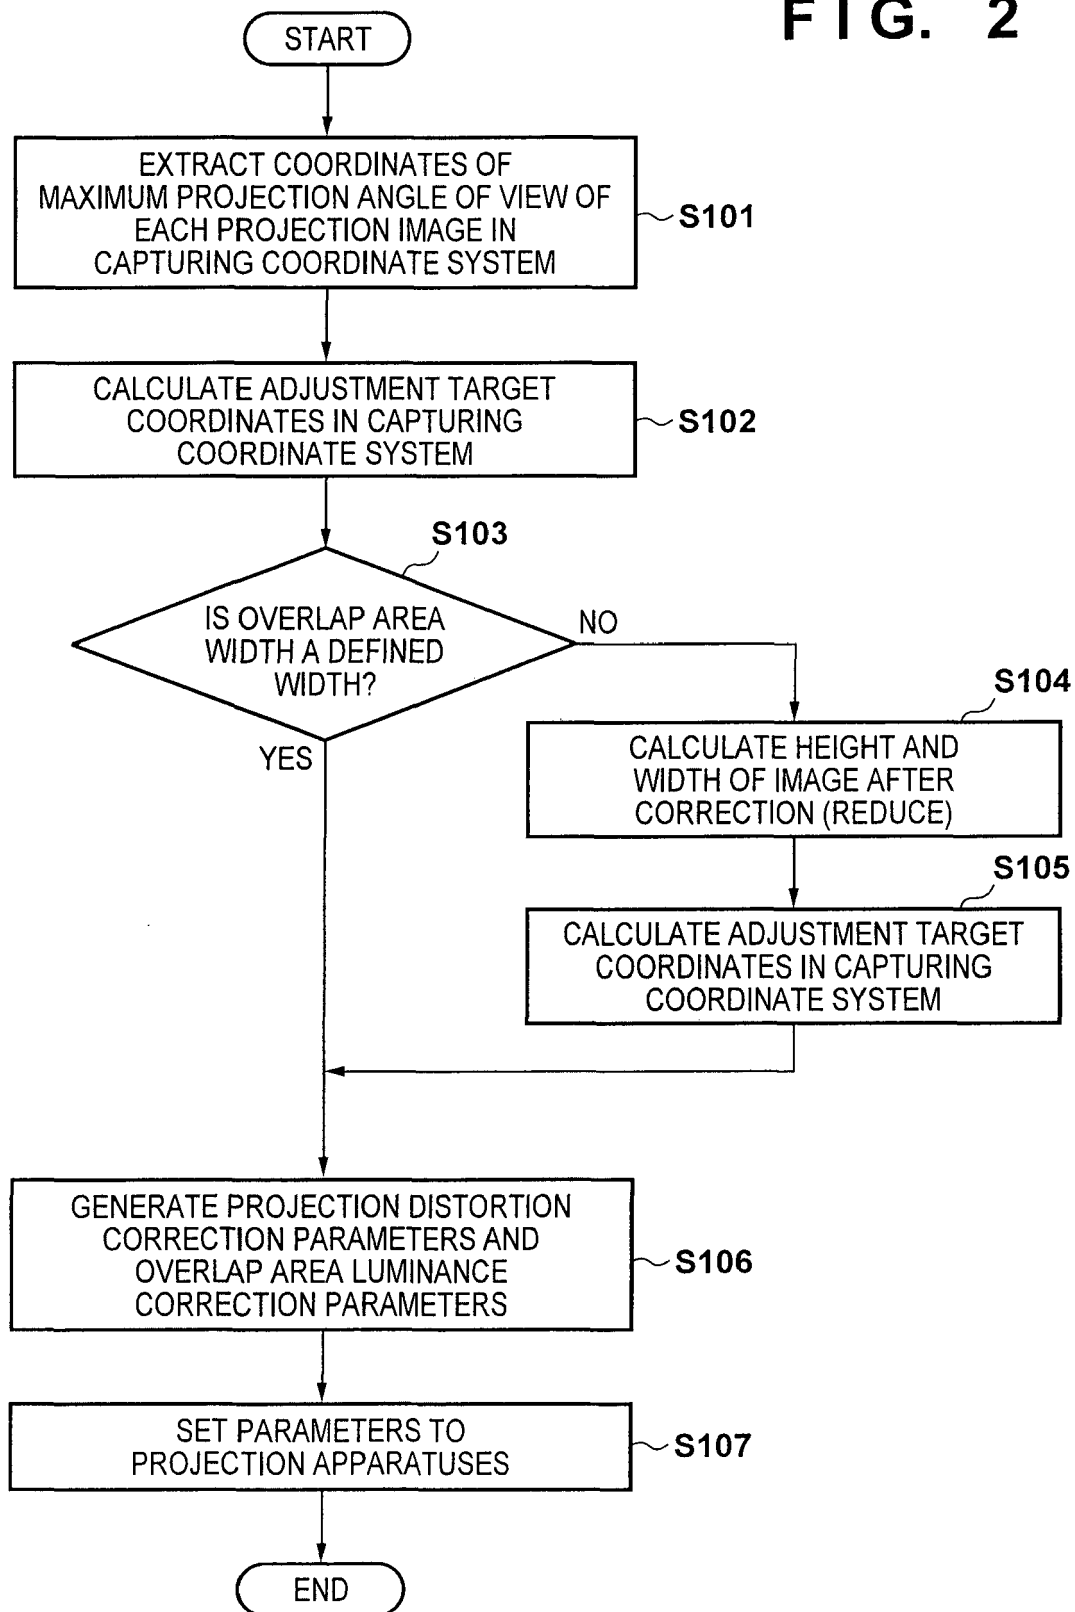 FIG. 2
START
EXTRACT COORDINATES OF
MAXIMUM PROJECTION ANGLE OF VIEW OF
EACH PROJECTION IMAGE IN
CAPTURING COORDINATE SYSTEM
S101
CALCULATE ADJUSTMENT TARGET
COORDINATES IN CAPTURING
COORDINATE SYSTEM
S102
S103
IS OVERLAP AREA
WIDTH A DEFINED
WIDTH?
NO
YES
S104
CALCULATE HEIGHT AND
WIDTH OF IMAGE AFTER
CORRECTION (REDUCE)
S105
CALCULATE ADJUSTMENT TARGET
COORDINATES IN CAPTURING
COORDINATE SYSTEM
GENERATE PROJECTION DISTORTION
CORRECTION PARAMETERS AND
OVERLAP AREA LUMINANCE
CORRECTION PARAMETERS
S106
SET PARAMETERS TO
PROJECTION APPARATUSES
S107
END